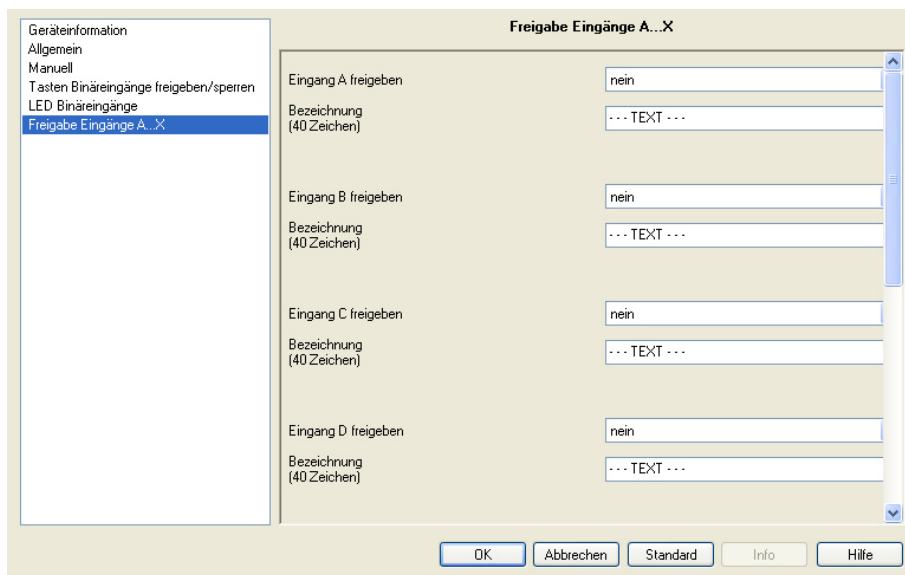 Freigabe Eingänge A...X
Geräteinformation
Allgemein
Manuell
Tasten Binäreingänge freigeben/sperren
LED Binäreingänge
Freigabe Eingänge A...X
Eingang A freigeben
nein
Bezeichnung
(40 Zeichen)
--- TEXT ---
Eingang B freigeben
nein
Bezeichnung
(40 Zeichen)
--- TEXT ---
Eingang C freigeben
nein
Bezeichnung
(40 Zeichen)
--- TEXT ---
Eingang D freigeben
nein
Bezeichnung
(40 Zeichen)
--- TEXT ---
OK Abbrechen Standard Info Hilfe